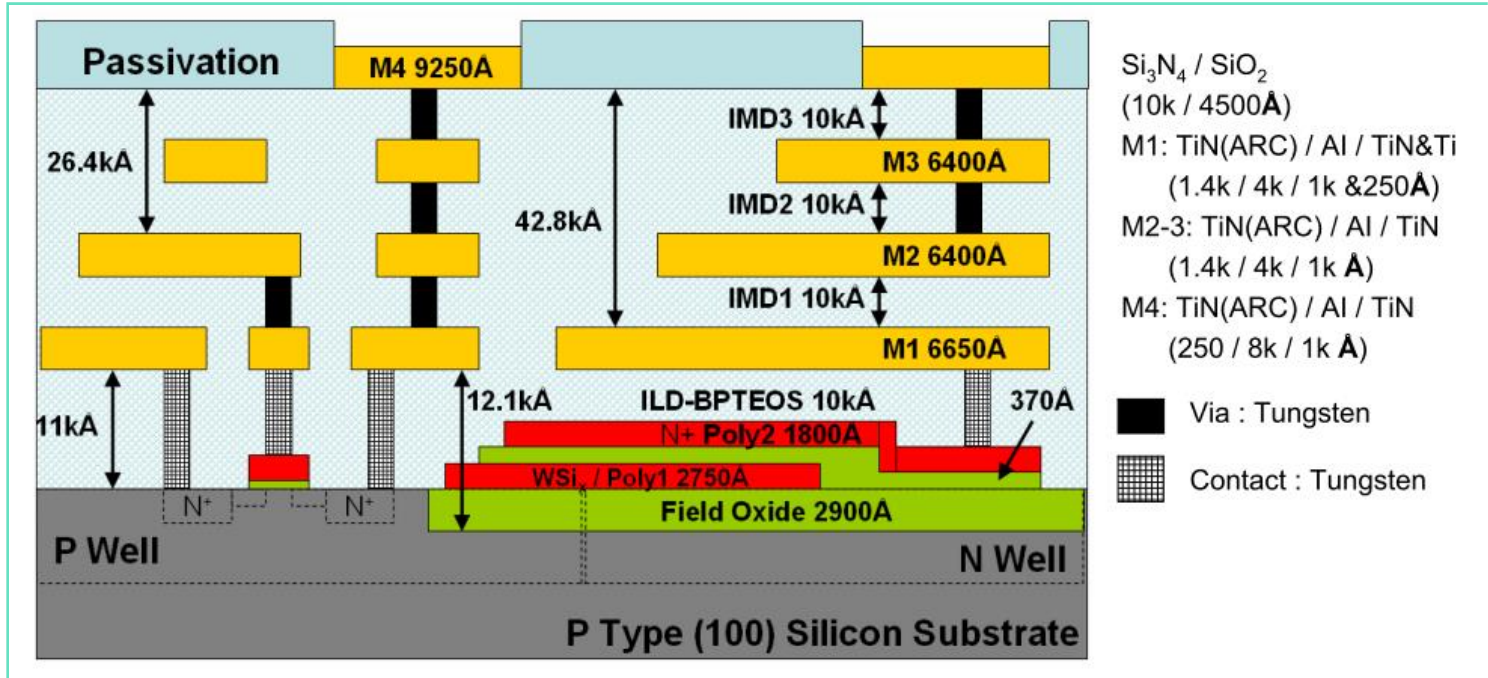 Passivation
M4 9250Å
26.4kÅ
IMD3 10kÅ
M3 6400Å
42.8kÅ
IMD2 10kÅ
M2 6400Å
IMD1 10kÅ
M1 6650Å
11kÅ
12.1kÅ
ILD-BPTEOS 10kÅ
370Å
N+ Poly2 1800Å
WSiₓ / Poly1 2750Å
N⁺
N⁺
Field Oxide 2900Å
P Well
N Well
P Type (100) Silicon Substrate
Si₃N₄ / SiO₂
(10k / 4500Å)
M1: TiN(ARC) / Al / TiN&Ti
(1.4k / 4k / 1k &250Å)
M2-3: TiN(ARC) / Al / TiN
(1.4k / 4k / 1k Å)
M4: TiN(ARC) / Al / TiN
(250 / 8k / 1k Å)
Via : Tungsten
Contact : Tungsten